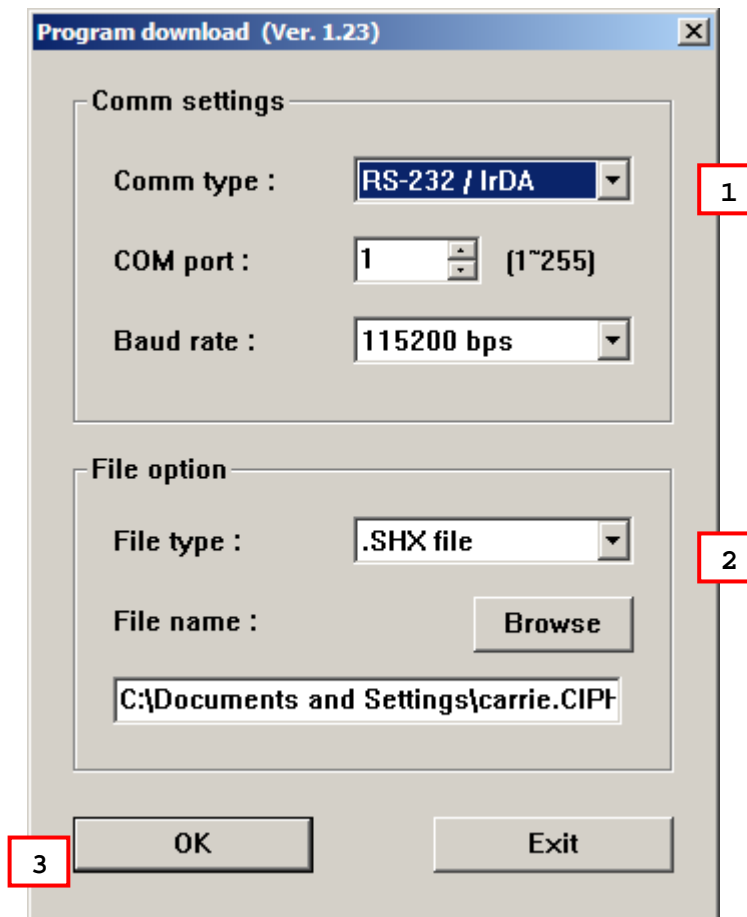 Program download (Ver. 1.23)
Comm settings
Comm type : RS-232 / IrDA
1
COM port : 1 (1~255)
Baud rate : 115200 bps
File option
File type : .SHX file
2
File name : Browse
C:\Documents and Settings\carrie.CIPH
OK Exit
3